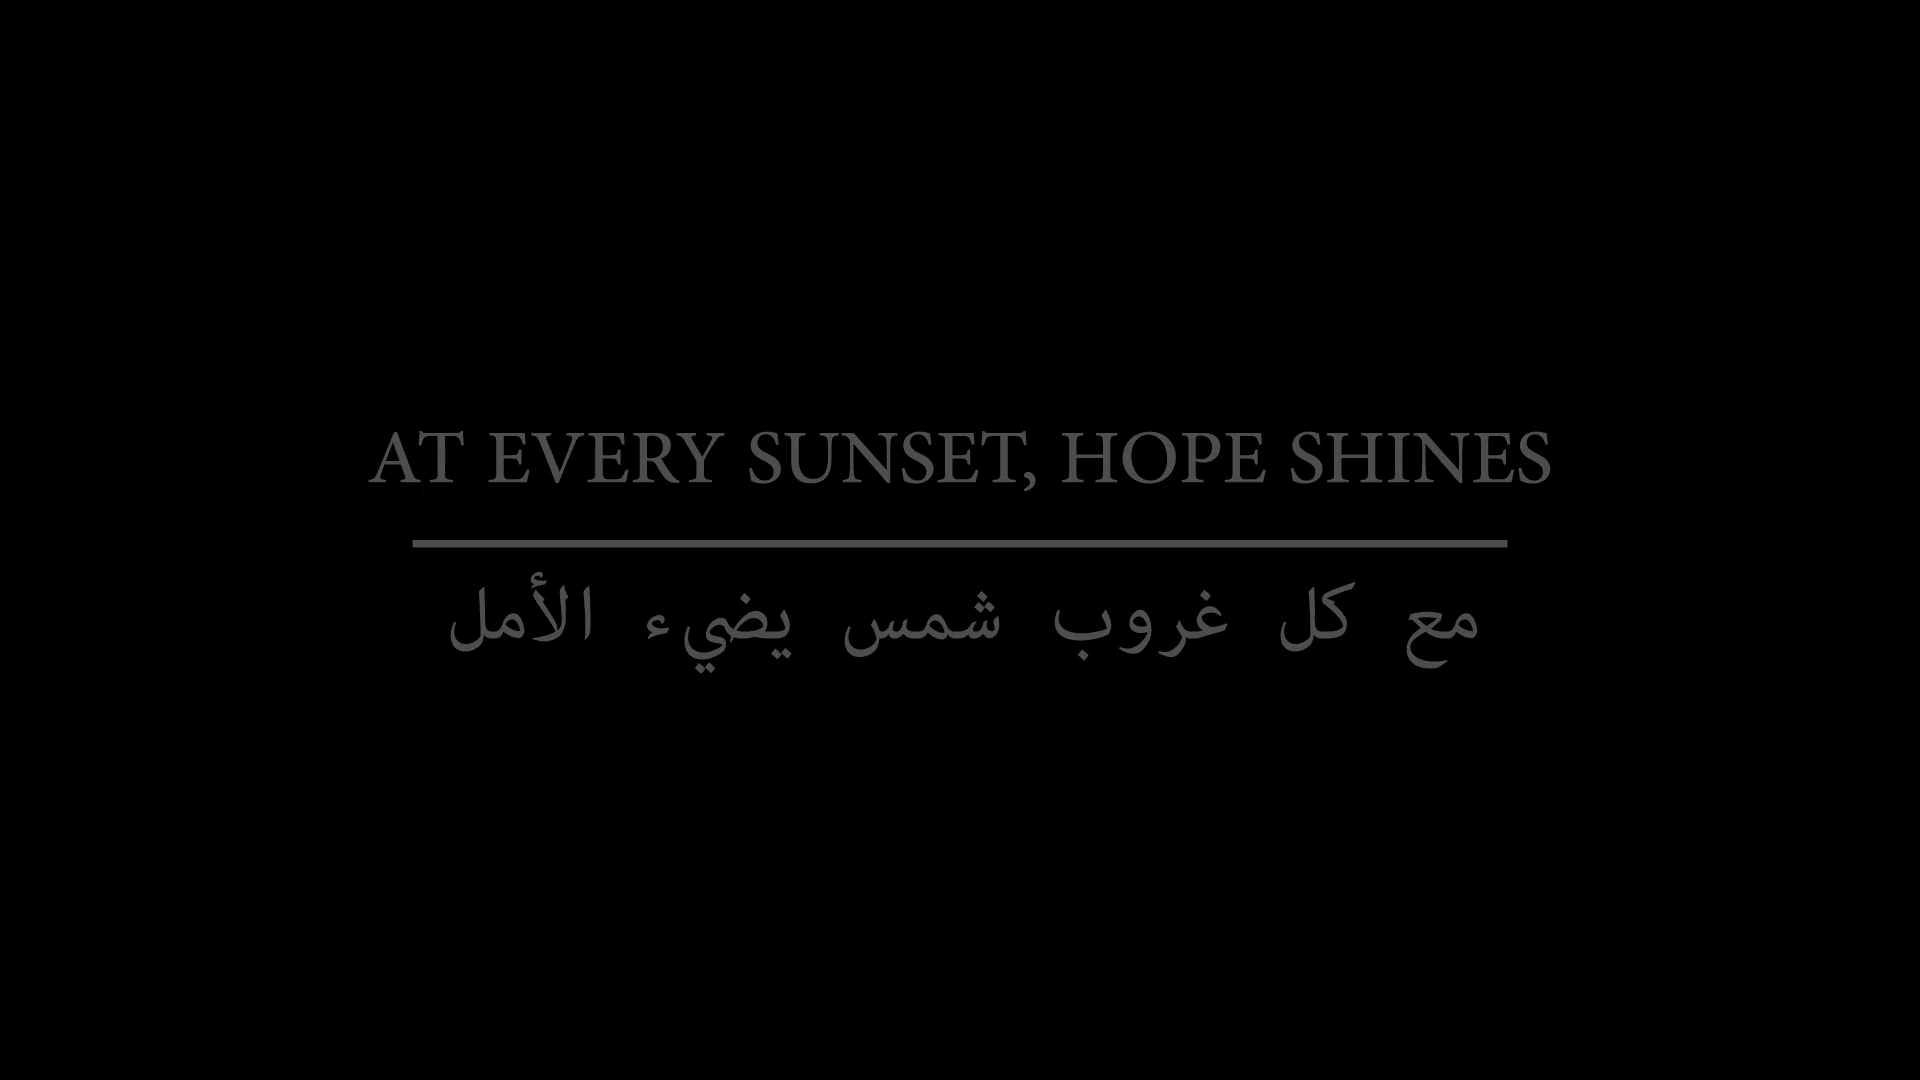 AT EVERY SUNSET, HOPE SHINES
مع كل غروب شمس يضيء الأمل